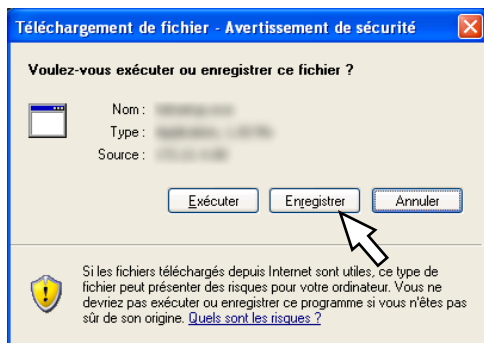 Téléchargement de fichier - Avertissement de sécurité
Voulez-vous exécuter ou enregistrer ce fichier ?
Nom :
Type :
Source :
Exécuter Enregistrer Annuler
Si les fichiers téléchargés depuis Internet sont utiles, ce type de
fichier peut présenter des risques pour votre ordinateur. Vous ne
devriez pas exécuter ou enregistrer ce programme si vous n'êtes pas
sûr de son origine. Quels sont les risques ?